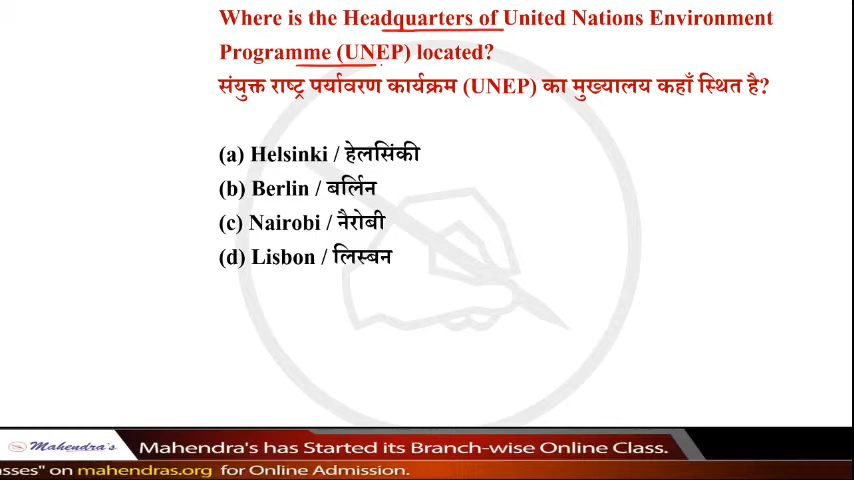 Where is the Headquarters of United Nations Environment
Programme (UNEP) located?
संयुक्त राष्ट्र पर्यावरण कार्यक्रम (UNEP) का मुख्यालय कहाँ स्थित है?
(a) Helsinki / हेलसिंकी
(b) Berlin / बर्लिन
(c) Nairobi / नैरोबी
(d) Lisbon / लिस्बन
Mahendra's Mahendra's has Started its Branch-wise Online Class.
asses" on mahendras.org for Online Admission.